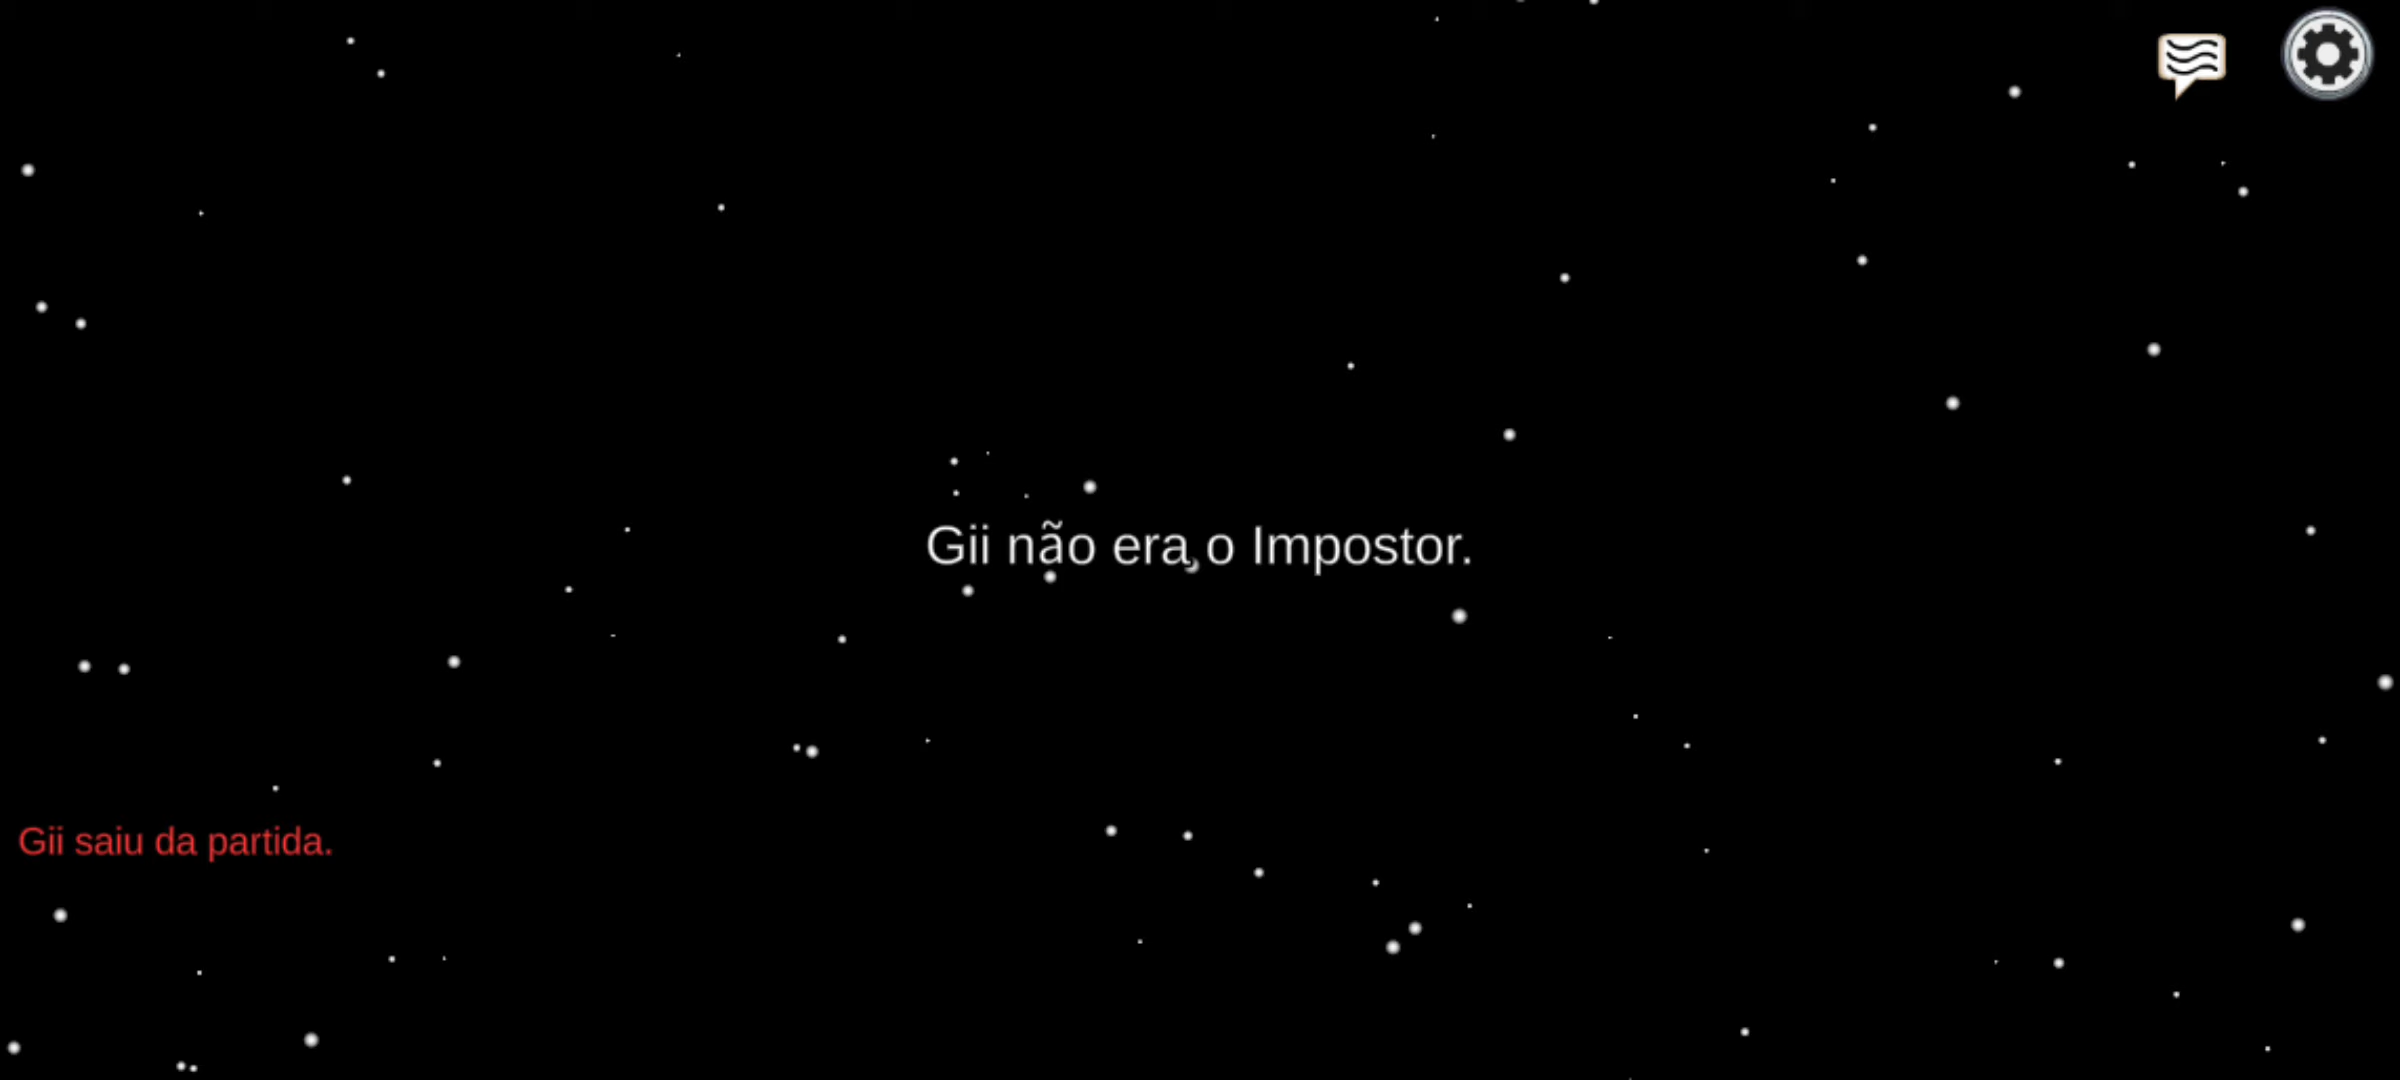 Gii não era o Impostor.
Gii saiu da partida.